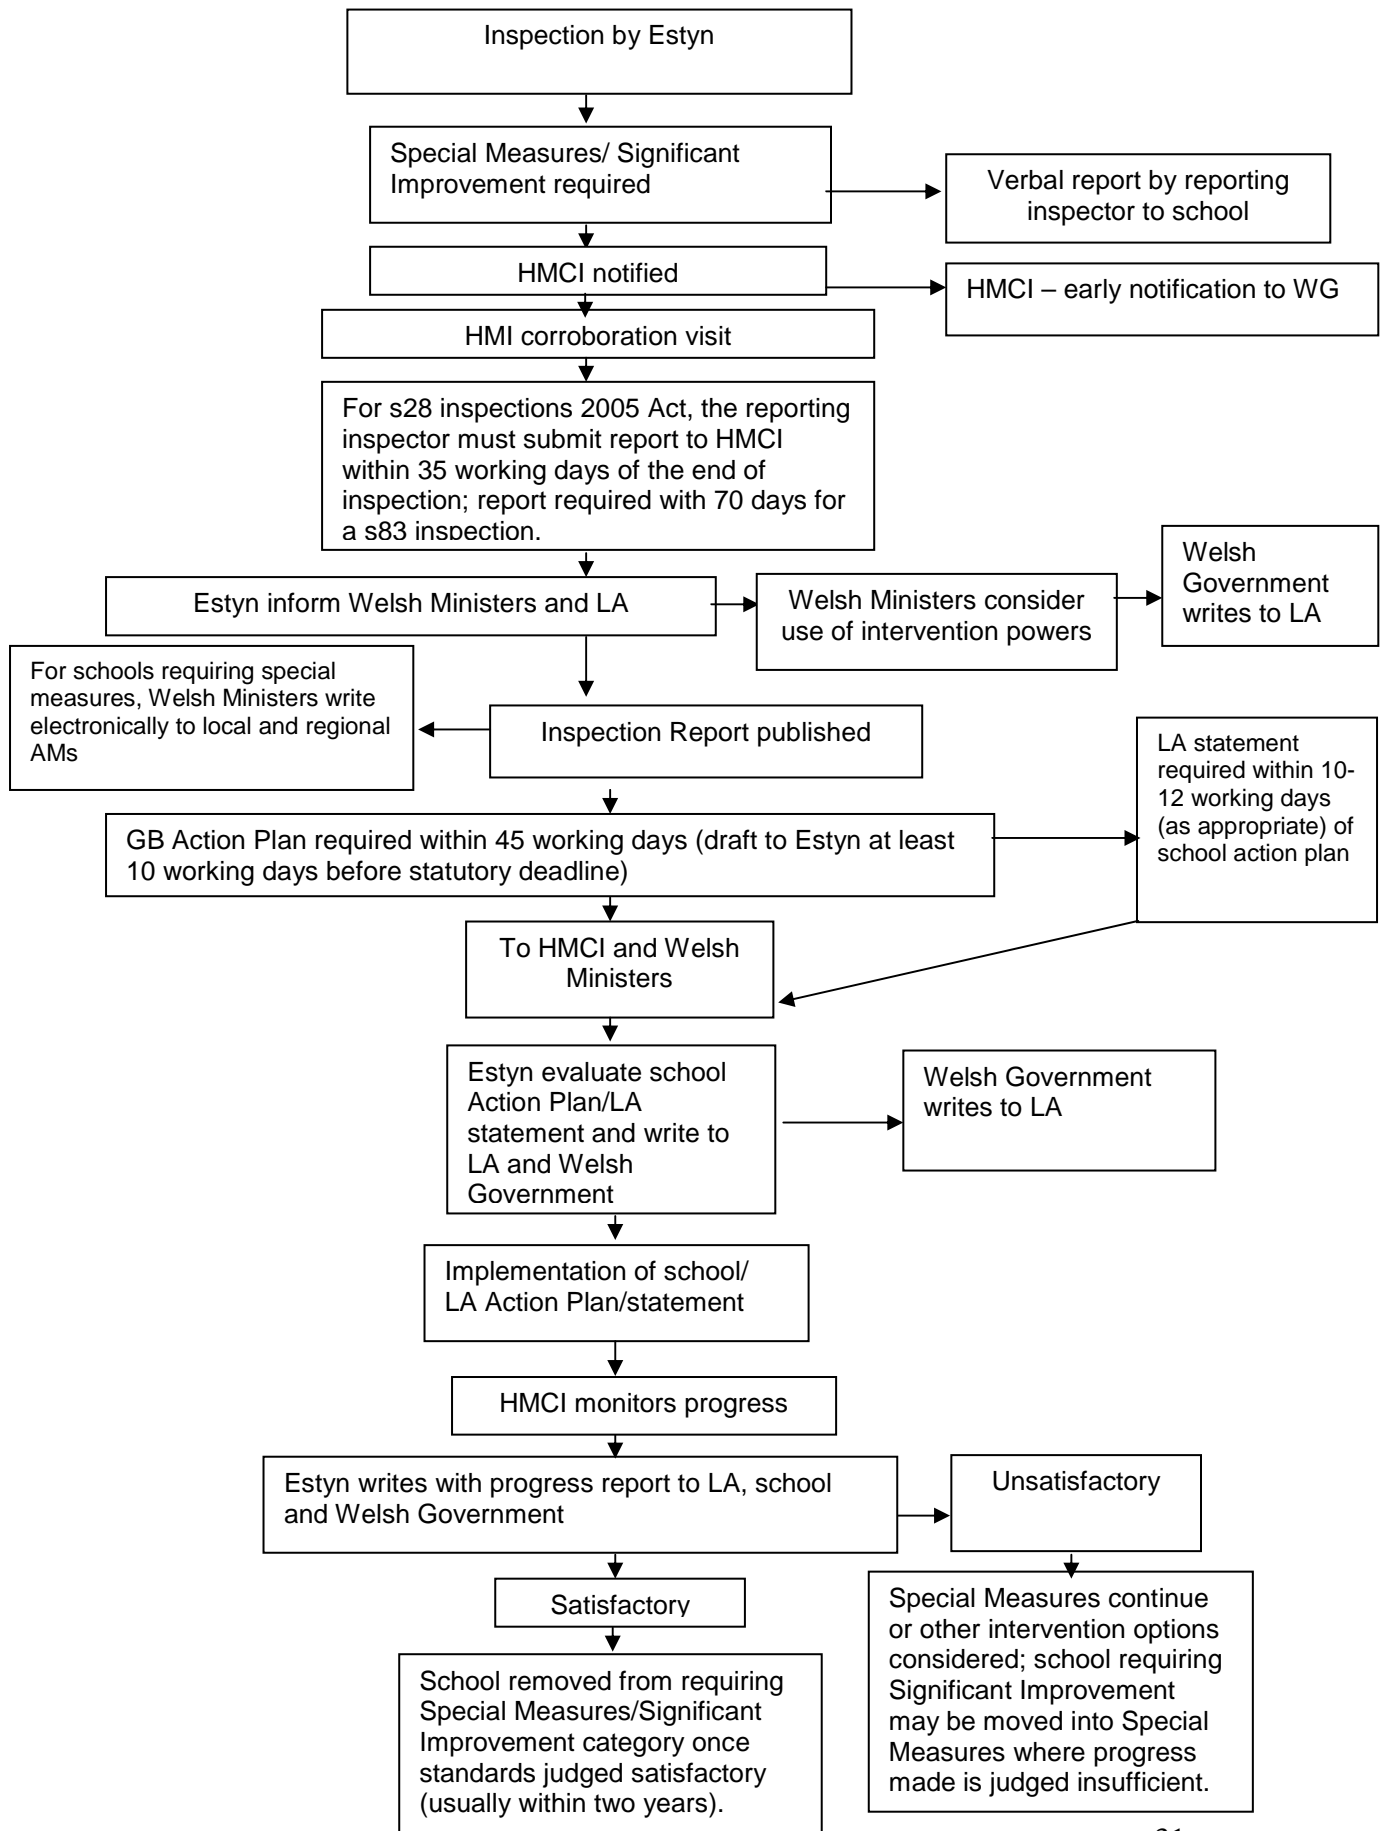 Inspection by Estyn
Special Measures/ Significant
Improvement required
Verbal report by reporting
inspector to school
HMCI notified
HMCI – early notification to WG
HMI corroboration visit
For s28 inspections 2005 Act, the reporting
inspector must submit report to HMCI
within 35 working days of the end of
inspection; report required with 70 days for
a s83 inspection.
Estyn inform Welsh Ministers and LA
Welsh Ministers consider
use of intervention powers
Welsh
Government
writes to LA
For schools requiring special
measures, Welsh Ministers write
electronically to local and regional
AMs
Inspection Report published
LA statement
required within 10-
12 working days
(as appropriate) of
school action plan
GB Action Plan required within 45 working days (draft to Estyn at least
10 working days before statutory deadline)
To HMCI and Welsh
Ministers
Estyn evaluate school
Action Plan/LA
statement and write to
LA and Welsh
Government
Welsh Government
writes to LA
Implementation of school/
LA Action Plan/statement
HMCI monitors progress
Estyn writes with progress report to LA, school
and Welsh Government
Unsatisfactory
Satisfactory
Special Measures continue
or other intervention options
considered; school requiring
Significant Improvement
may be moved into Special
Measures where progress
made is judged insufficient.
School removed from requiring
Special Measures/Significant
Improvement category once
standards judged satisfactory
(usually within two years).